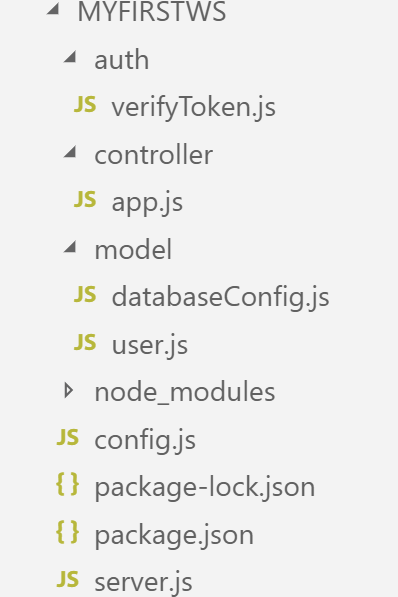 MYFIRSTWS
auth
JS verifyToken.js
controller
JS app.js
model
JS databaseConfig.js
JS user.js
node_modules
JS config.js
{} package-lock.json
{} package.json
JS server.js